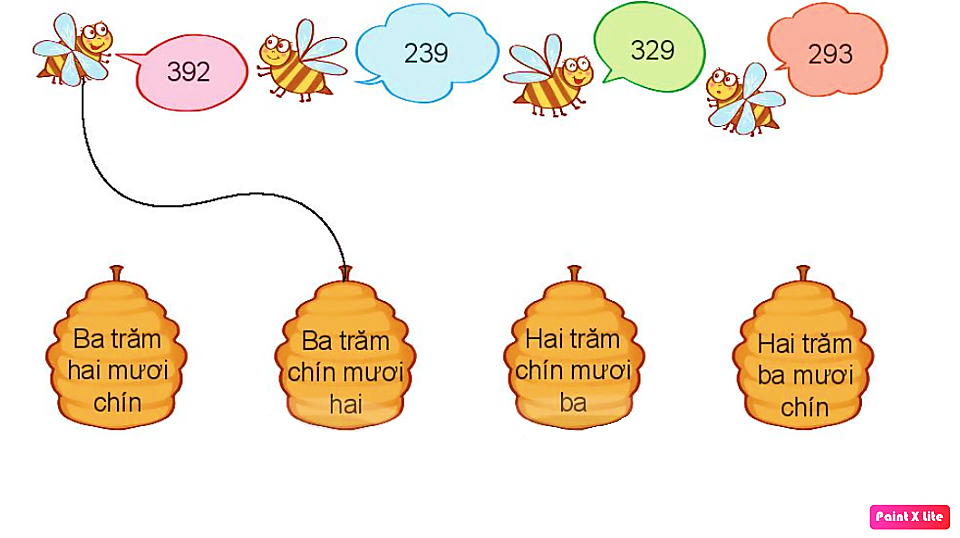 392
239
329
293
Ba trăm
hai mươi
chín
Ba trăm
chín mươi
hai
Hai trăm
chín mươi
ba
Hai trăm
ba mươi
chín
Paint X Lite